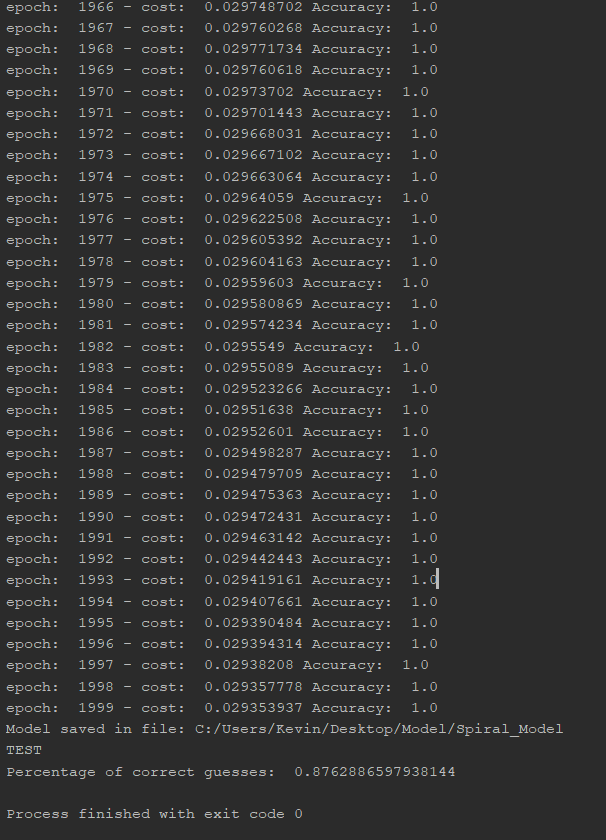 epoch:  1966 - cost:  0.029748702 Accuracy:  1.0
epoch:  1967 - cost:  0.029760268 Accuracy:  1.0
epoch:  1968 - cost:  0.029771734 Accuracy:  1.0
epoch:  1969 - cost:  0.029760618 Accuracy:  1.0
epoch:  1970 - cost:  0.02973702 Accuracy:  1.0
epoch:  1971 - cost:  0.029701443 Accuracy:  1.0
epoch:  1972 - cost:  0.029668031 Accuracy:  1.0
epoch:  1973 - cost:  0.029667102 Accuracy:  1.0
epoch:  1974 - cost:  0.029663064 Accuracy:  1.0
epoch:  1975 - cost:  0.02964059 Accuracy:  1.0
epoch:  1976 - cost:  0.029622508 Accuracy:  1.0
epoch:  1977 - cost:  0.029605392 Accuracy:  1.0
epoch:  1978 - cost:  0.029604163 Accuracy:  1.0
epoch:  1979 - cost:  0.02959603 Accuracy:  1.0
epoch:  1980 - cost:  0.029580869 Accuracy:  1.0
epoch:  1981 - cost:  0.029574234 Accuracy:  1.0
epoch:  1982 - cost:  0.0295549 Accuracy:  1.0
epoch:  1983 - cost:  0.02955089 Accuracy:  1.0
epoch:  1984 - cost:  0.029523266 Accuracy:  1.0
epoch:  1985 - cost:  0.02951638 Accuracy:  1.0
epoch:  1986 - cost:  0.02952601 Accuracy:  1.0
epoch:  1987 - cost:  0.029498287 Accuracy:  1.0
epoch:  1988 - cost:  0.029479709 Accuracy:  1.0
epoch:  1989 - cost:  0.029475363 Accuracy:  1.0
epoch:  1990 - cost:  0.029472431 Accuracy:  1.0
epoch:  1991 - cost:  0.029463142 Accuracy:  1.0
epoch:  1992 - cost:  0.029442443 Accuracy:  1.0
epoch:  1993 - cost:  0.029419161 Accuracy:  1.0
epoch:  1994 - cost:  0.029407661 Accuracy:  1.0
epoch:  1995 - cost:  0.029390484 Accuracy:  1.0
epoch:  1996 - cost:  0.029394314 Accuracy:  1.0
epoch:  1997 - cost:  0.02938208 Accuracy:  1.0
epoch:  1998 - cost:  0.029357778 Accuracy:  1.0
epoch:  1999 - cost:  0.029353937 Accuracy:  1.0
Model saved in file: C:/Users/Kevin/Desktop/Model/Spiral_Model
TEST
Percentage of correct guesses:  0.8762886597938144
Process finished with exit code 0